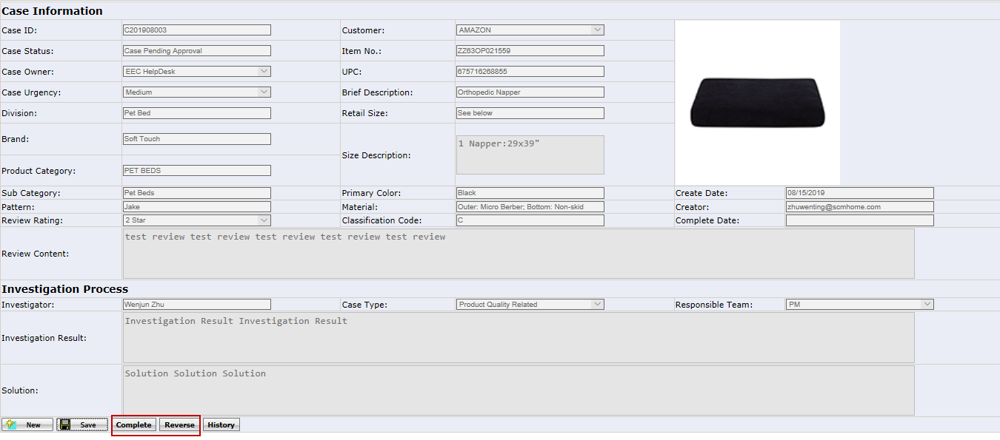 Case Information
Case ID: C201908003 Customer: AMAZON
Case Status: Case Pending Approval Item No.: ZZ63OP021559
Case Owner: EEC HelpDesk UPC: 675716268855
Case Urgency: Medium Brief Description: Orthopedic Napper
Division: Pet Bed Retail Size: See below
Brand: Soft Touch
Size Description: 1 Napper:29x39"
Product Category: PET BEDS
Sub Category: Pet Beds Primary Color: Black Create Date: 08/15/2019
Pattern: Jake Material: Outer: Micro Berber; Bottom: Non-skid Creator: zhuwenting@scmhome.com
Review Rating: 2 Star Classification Code: C Complete Date:
Review Content: test review test review test review test review test review
Investigation Process
Investigator: Wenjun Zhu Case Type: Product Quality Related Responsible Team: PM
Investigation Result: Investigation Result Investigation Result
Solution: Solution Solution Solution
New Save Complete Reverse History